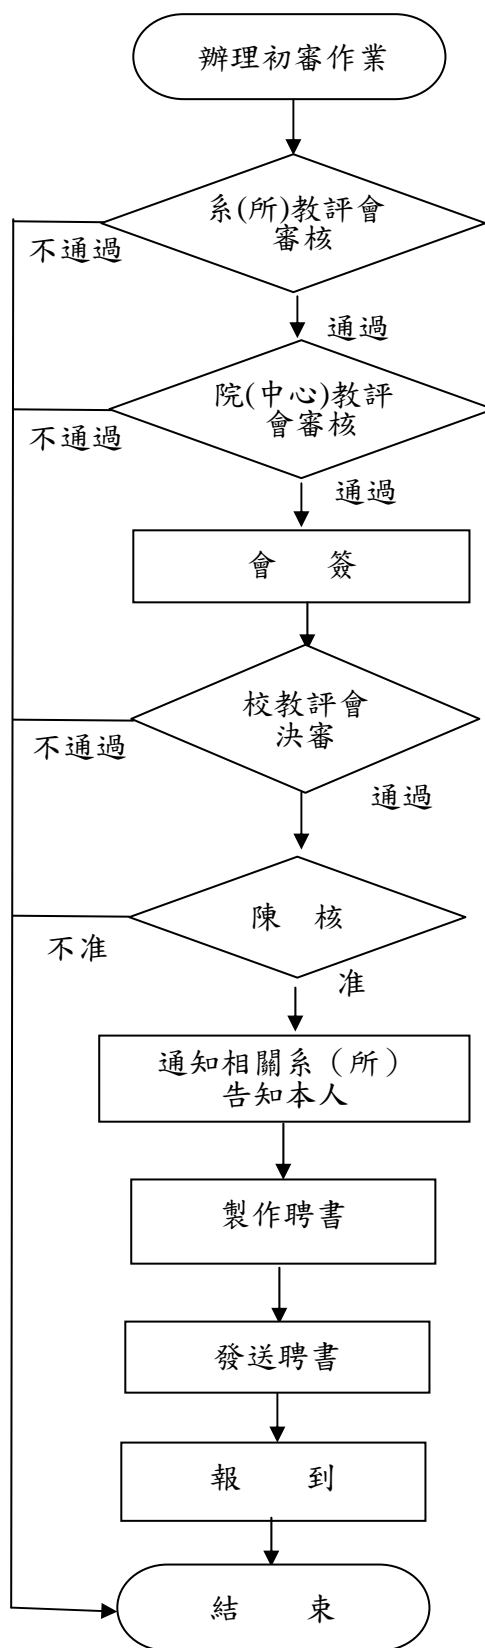 辦理初審作業
系(所)教評會
審核
不通過
通過
院(中心)教評
會審核
不通過
通過
會 簽
校教評會
決審
不通過
通過
陳 核
不准
准
通知相關系（所）
告知本人
製作聘書
發送聘書
報 到
結 束